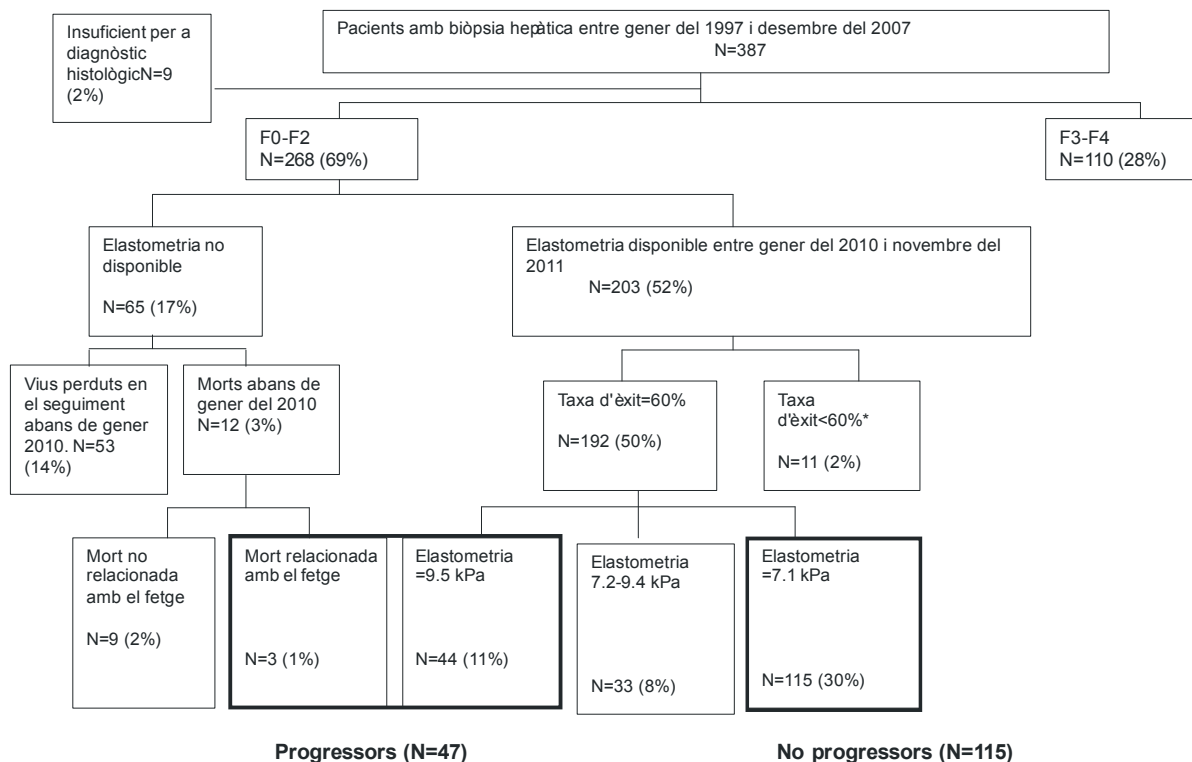 Insuficient per a
diagnòstic
histològicN=9
(2%)
Pacients amb biòpsia hepàtica entre gener del 1997 i desembre del 2007
N=387
F0-F2
N=268 (69%)
F3-F4
N=110 (28%)
Elastometria no
disponible
N=65 (17%)
Elastometria disponible entre gener del 2010 i novembre del
2011
N=203 (52%)
Vius perduts en
el seguiment
abans de gener
2010. N=53
(14%)
Morts abans de
gener del 2010
N=12 (3%)
Taxa d'èxit=60%
N=192 (50%)
Taxa
d'èxit<60%*
N=11 (2%)
Mort no
relacionada
amb el fetge
N=9 (2%)
Mort relacionada
amb el fetge
N=3 (1%)
Elastometria
=9.5 kPa
N=44 (11%)
Elastometria
7.2-9.4 kPa
N=33 (8%)
Elastometria
=7.1 kPa
N=115 (30%)
Progressors (N=47)
No progressors (N=115)